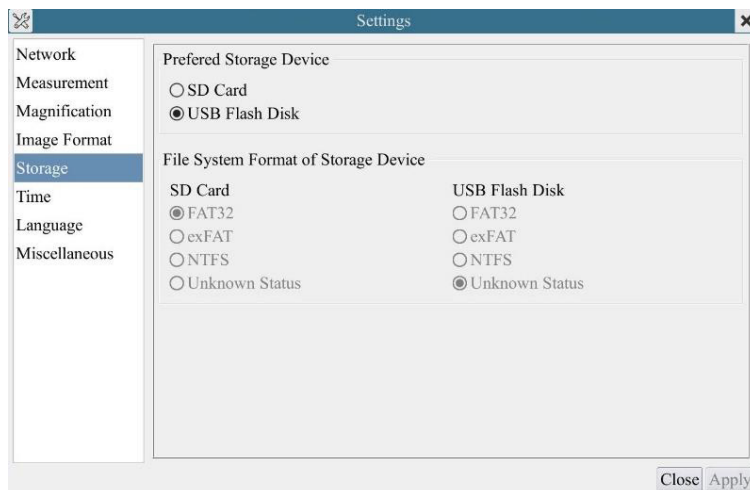 Settings
Network
Measurement
Magnification
Image Format
Storage
Time
Language
Miscellaneous
Prefered Storage Device
SD Card
USB Flash Disk
File System Format of Storage Device
SD Card
FAT32
exFAT
NTFS
Unknown Status
USB Flash Disk
FAT32
exFAT
NTFS
Unknown Status
Close
Apply